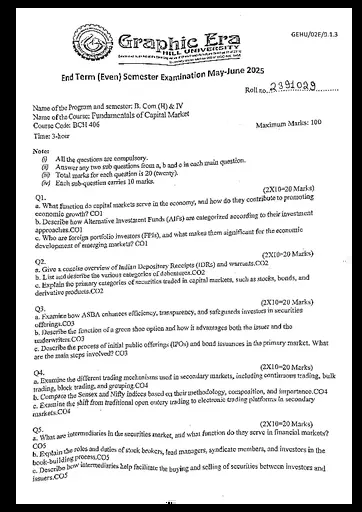 GEHU/02E/9.1.3
Graphic Era
HILL UNIVERSITY
End Term (Even) Semester Examination May-June 2025
Roll no. 2391029
Name of the Program and semester: B. Com (H) & IV
Name of the Course: Fundamentals of Capital Market
Course Code: BCH 406
Maximum Marks: 100
Time: 3-hour
Note:
(i) All the questions are compulsory.
(ii) Answer any two sub questions from a, b and c in each main question.
(iii) Total marks for each question is 20 (twenty).
(iv) Each sub-question carries 10 marks.
Q1. (2X10=20 Marks)
a. What function do capital markets serve in the economy, and how do they contribute to promoting
economic growth? CO1
b. Describe how Alternative Investment Funds (AIFs) are categorized according to their investment
approaches.CO1
c. Who are foreign portfolio investors (FPIs), and what makes them significant for the economic
development of emerging markets? CO1
Q2. (2X10=20 Marks)
a. Give a concise overview of Indian Depository Receipts (IDRs) and warrants.CO2
b. List and describe the various categories of debentures.CO2
c. Explain the primary categories of securities traded in capital markets, such as stocks, bonds, and
derivative products.CO2
Q3. (2X10=20 Marks)
a. Examine how ASBA enhances efficiency, transparency, and safeguards investors in securities
offerings.CO3
b. Describe the function of a green shoe option and how it advantages both the issuer and the
underwriters.CO3
c. Describe the process of initial public offerings (IPOs) and bond issuances in the primary market. What
are the main steps involved? CO3
Q4. (2X10=20 Marks)
a. Examine the different trading mechanisms used in secondary markets, including continuous trading, bulk
trading, block trading, and grouping.CO4
b. Compare the Sensex and Nifty indices based on their methodology, composition, and importance.CO4
c. Examine the shift from traditional open outcry trading to electronic trading platforms in secondary
markets.CO4
Q5. (2X10=20 Marks)
a. What are intermediaries in the securities market, and what function do they serve in financial markets?
CO5
b. Explain the roles and duties of stock brokers, lead managers, syndicate members, and investors in the
book-building process.CO5
c. Describe how intermediaries help facilitate the buying and selling of securities between investors and
issuers.CO5